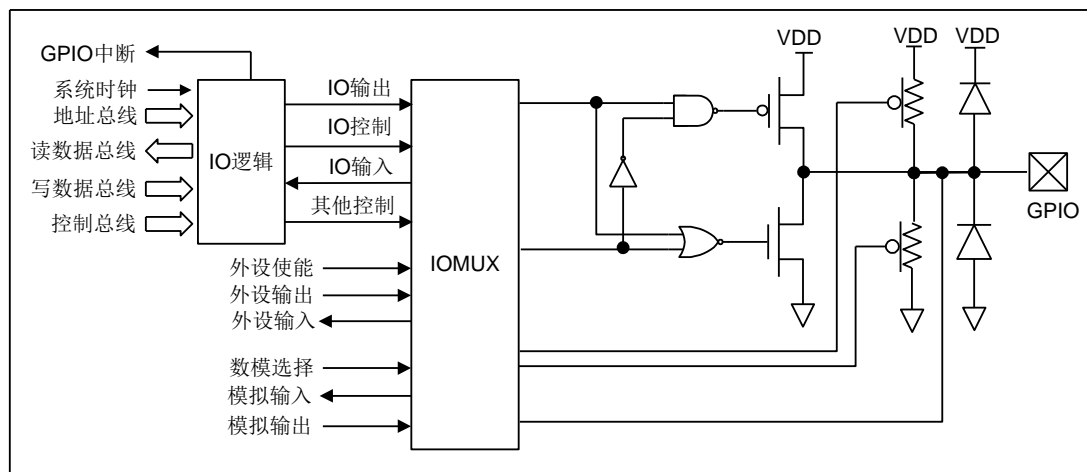 GPIO中断
系统时钟
地址总线
读数据总线
写数据总线
控制总线
IO逻辑
IO输出
IO控制
IO输入
其他控制
外设使能
外设输出
外设输入
数模选择
模拟输入
模拟输出
IOMUX
VDD
VDD
VDD
GPIO